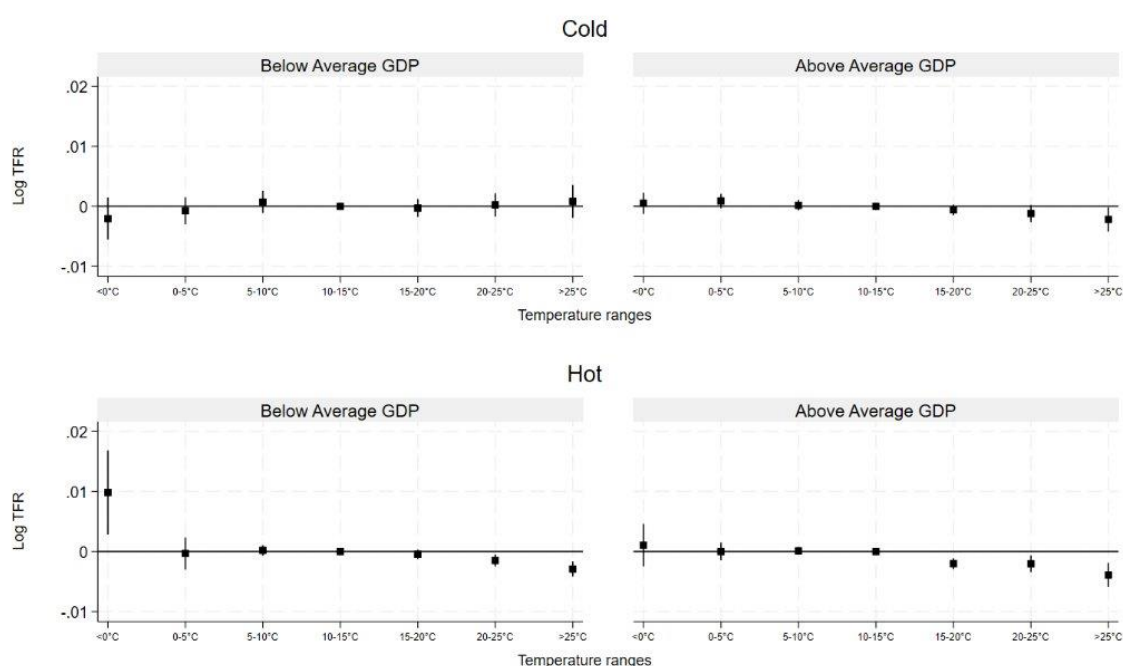 Cold
Below Average GDP
Above Average GDP
Log TFR
.02
.01
0
-.01
<0°C 0-5°C 5-10°C 10-15°C 15-20°C 20-25°C >25°C
<0°C 0-5°C 5-10°C 10-15°C 15-20°C 20-25°C >25°C
Temperature ranges
Hot
Below Average GDP
Above Average GDP
Log TFR
.02
.01
0
-.01
<0°C 0-5°C 5-10°C 10-15°C 15-20°C 20-25°C >25°C
<0°C 0-5°C 5-10°C 10-15°C 15-20°C 20-25°C >25°C
Temperature ranges